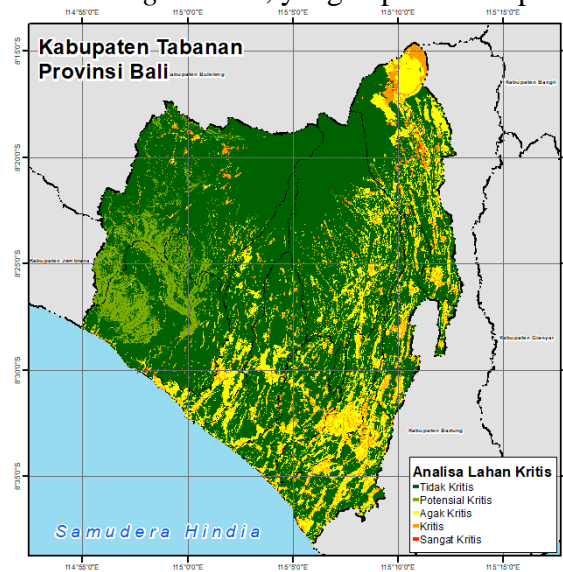 Kabupaten Tabanan
Provinsi Bali
Kabupaten Buleleng
Kabupaten Bangli
Kabupaten Jembrana
Kabupaten Gianyar
Kabupaten Badung
Samudera Hindia
Analisa Lahan Kritis
Tidak Kritis
Potensial Kritis
Agak Kritis
Kritis
Sangat Kritis
114°55'0"E 115°0'0"E 115°5'0"E 115°10'0"E 115°15'0"E
8°15'0"S
8°20'0"S
8°25'0"S
8°30'0"S
8°35'0"S
114°55'0"E 115°0'0"E 115°5'0"E 115°10'0"E 115°15'0"E